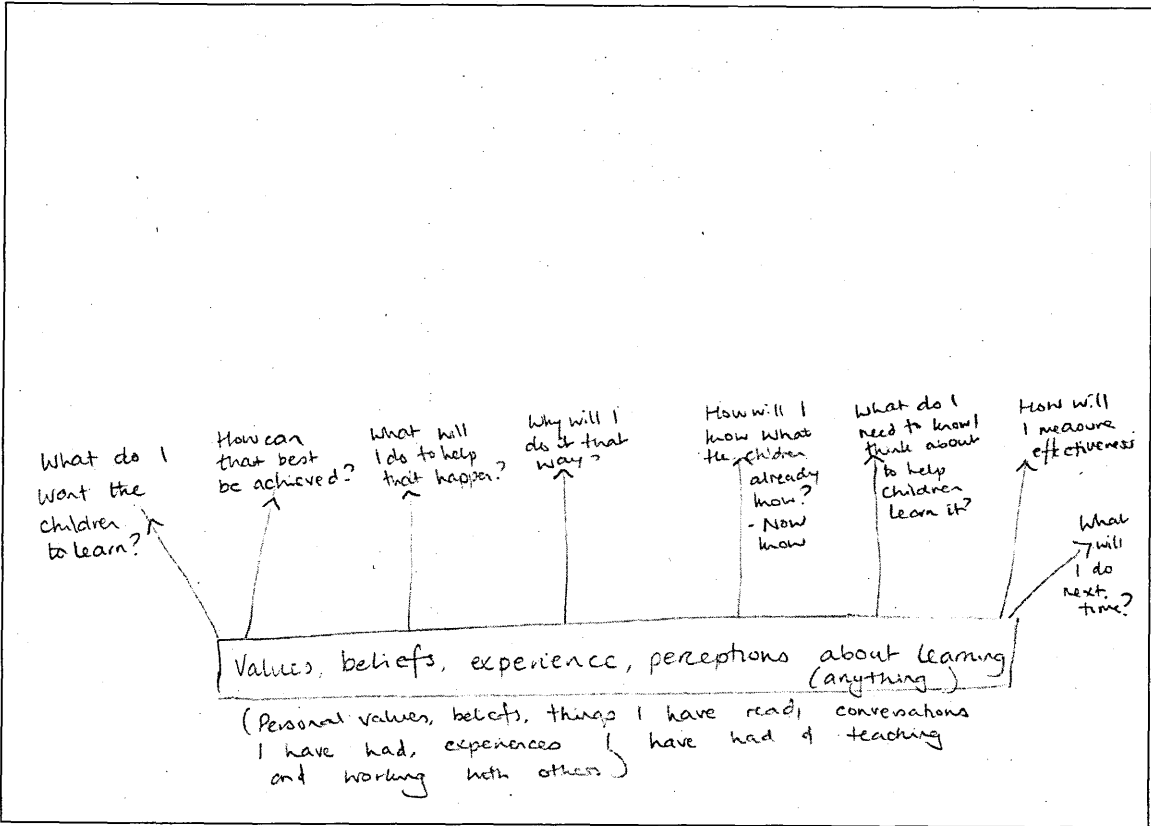 What do I
want the
children
to learn?
How can
that best
be achieved?
What will
I do to help
that happen?
Why will I
do it that
way?
How will I
know what
the children
already
know?
- Now
know
What do I
need to know/
think about
to help
children
learn it?
How will
I measure
effectiveness
What
will
I do
next
time?
Values, beliefs, experience, perceptions about learning
(anything)
(Personal values, beliefs, things I have read, conversations
I have had, experiences I have had of teaching
and working with others)